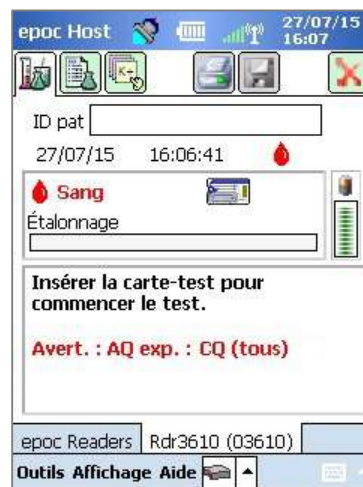 epoc Host 27/07/15
16:07
K+
ID pat
27/07/15 16:06:41
Sang
Étalonnage
Insérer la carte-test pour
commencer le test.
Avert. : AQ exp. : CQ (tous)
epoc Readers Rdr3610 (03610)
Outils Affichage Aide